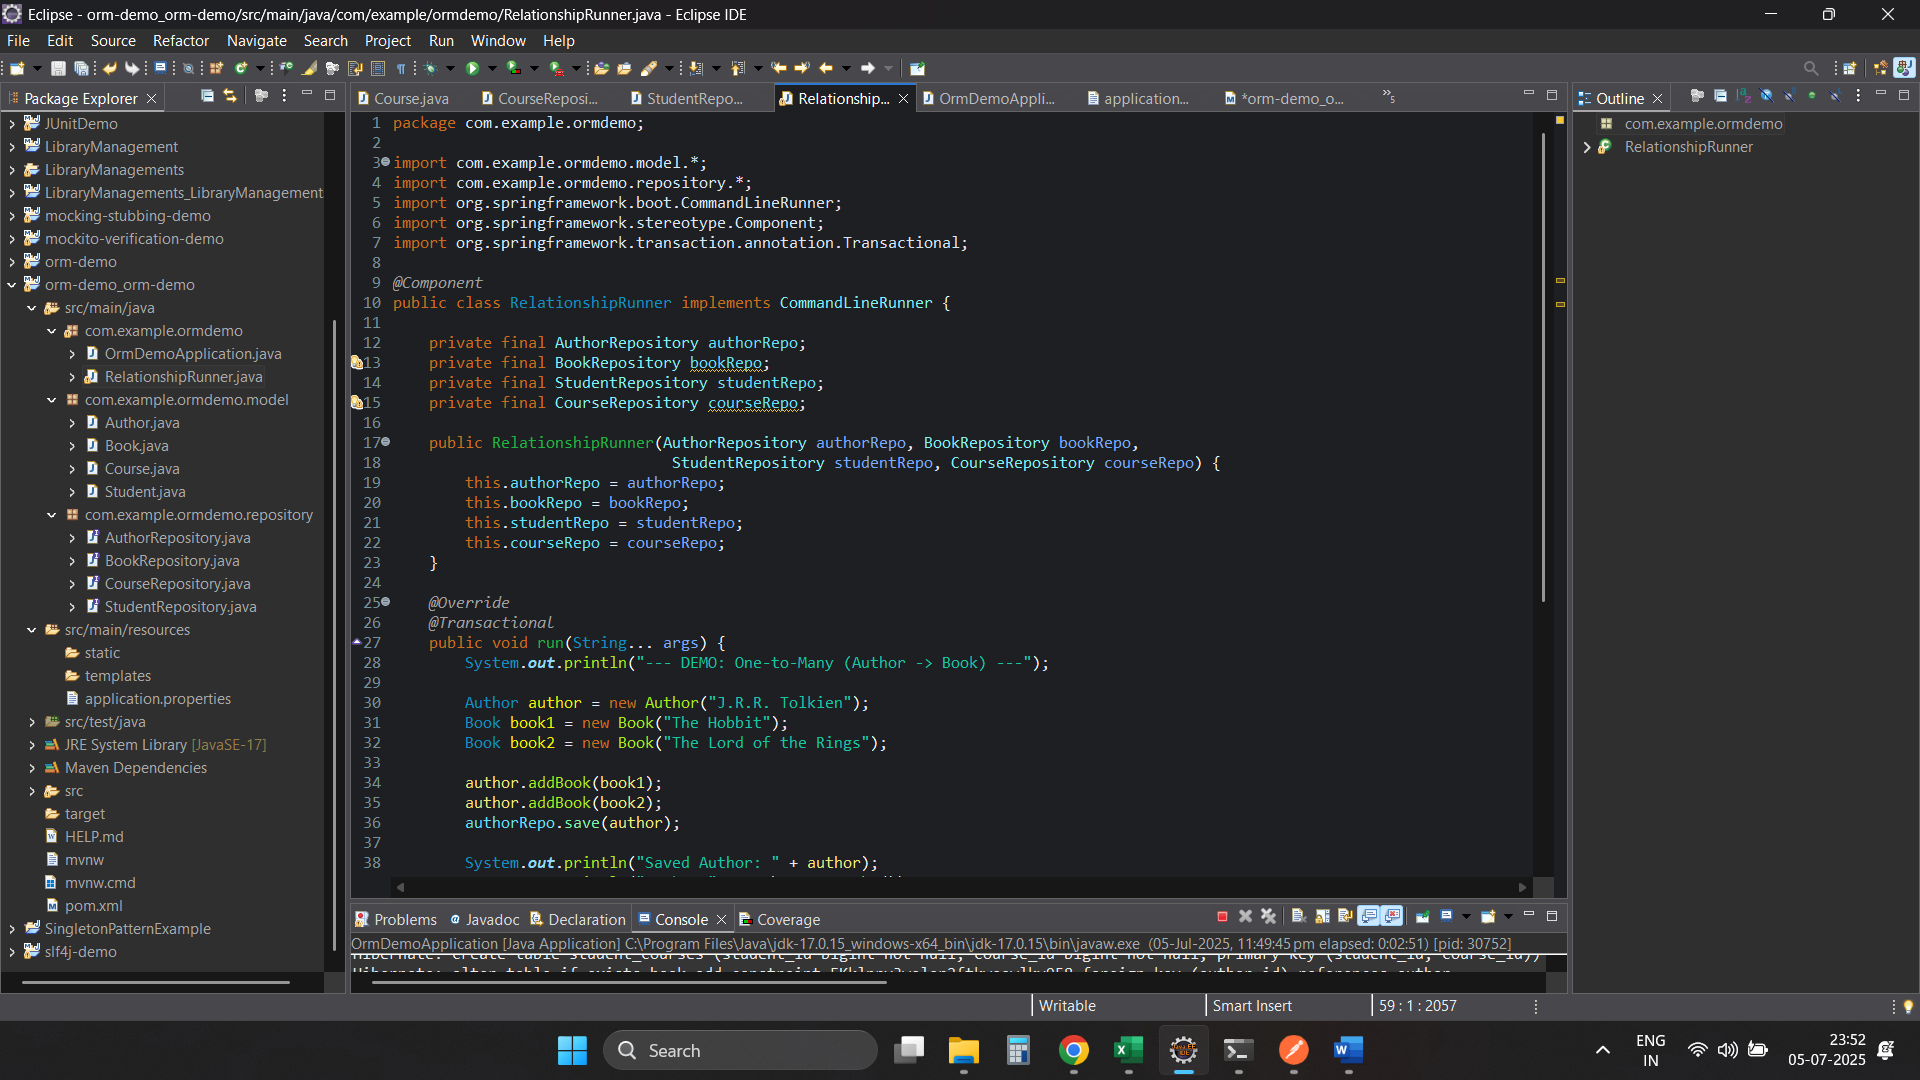 Eclipse - orm-demo_orm-demo/src/main/java/com/example/ormdemo/RelationshipRunner.java - Eclipse IDE
File Edit Source Refactor Navigate Search Project Run Window Help
Package Explorer
JUnitDemo
LibraryManagement
LibraryManagements
LibraryManagements_LibraryManagement
mocking-stubbing-demo
mockito-verification-demo
orm-demo
orm-demo_orm-demo
src/main/java
com.example.ormdemo
OrmDemoApplication.java
RelationshipRunner.java
com.example.ormdemo.model
Author.java
Book.java
Course.java
Student.java
com.example.ormdemo.repository
AuthorRepository.java
BookRepository.java
CourseRepository.java
StudentRepository.java
src/main/resources
static
templates
application.properties
src/test/java
JRE System Library [JavaSE-17]
Maven Dependencies
src
target
HELP.md
mvnw
mvnw.cmd
pom.xml
SingletonPatternExample
slf4j-demo
Course.java CourseReposi... StudentRepo... Relationship... OrmDemoAppli... application... *orm-demo_o... »5
1 package com.example.ormdemo;
2
3 import com.example.ormdemo.model.*;
4 import com.example.ormdemo.repository.*;
5 import org.springframework.boot.CommandLineRunner;
6 import org.springframework.stereotype.Component;
7 import org.springframework.transaction.annotation.Transactional;
8
9 @Component
10 public class RelationshipRunner implements CommandLineRunner {
11
12 private final AuthorRepository authorRepo;
13 private final BookRepository bookRepo;
14 private final StudentRepository studentRepo;
15 private final CourseRepository courseRepo;
16
17 public RelationshipRunner(AuthorRepository authorRepo, BookRepository bookRepo,
18 StudentRepository studentRepo, CourseRepository courseRepo) {
19 this.authorRepo = authorRepo;
20 this.bookRepo = bookRepo;
21 this.studentRepo = studentRepo;
22 this.courseRepo = courseRepo;
23 }
24
25 @Override
26 @Transactional
27 public void run(String... args) {
28 System.out.println("--- DEMO: One-to-Many (Author -> Book) ---");
29
30 Author author = new Author("J.R.R. Tolkien");
31 Book book1 = new Book("The Hobbit");
32 Book book2 = new Book("The Lord of the Rings");
33
34 author.addBook(book1);
35 author.addBook(book2);
36 authorRepo.save(author);
37
38 System.out.println("Saved Author: " + author);
Outline
com.example.ormdemo
RelationshipRunner
Problems Javadoc Declaration Console Coverage
OrmDemoApplication [Java Application] C:\Program Files\Java\jdk-17.0.15_windows-x64_bin\jdk-17.0.15\bin\javaw.exe (05-Jul-2025, 11:49:45 pm elapsed: 0:02:51) [pid: 30752]
Hibernate: create table student_courses (student_id bigint not null, course_id bigint not null, primary key (student_id, course_id))
Writable Smart Insert 59 : 1 : 2057
Search
ENG
IN
23:52
05-07-2025